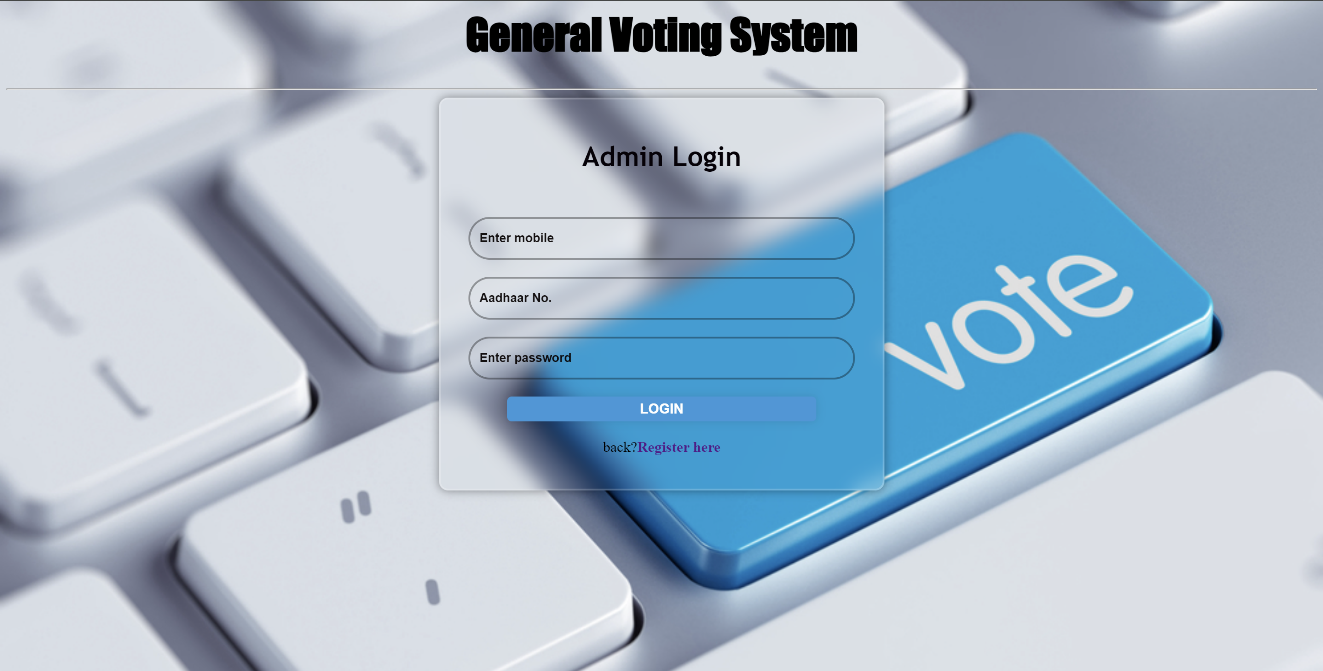 General Voting System
Admin Login
Enter mobile
Aadhaar No.
vote
Enter password
LOGIN
back?Register here